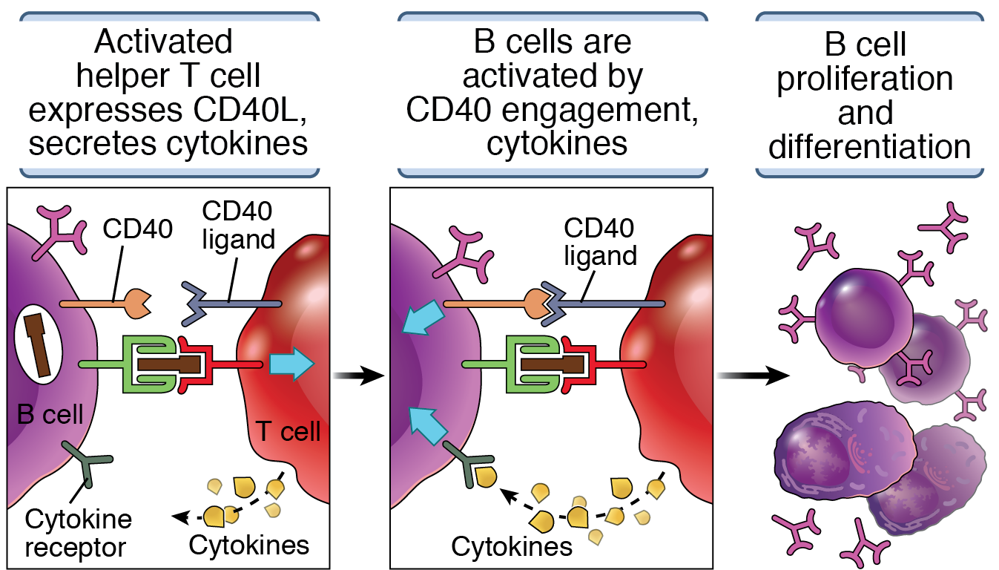 Activated
helper T cell
expresses CD40L,
secretes cytokines
B cells are
activated by
CD40 engagement,
cytokines
B cell
proliferation
and
differentiation
CD40
CD40
ligand
B cell
T cell
Cytokine
receptor
Cytokines
CD40
ligand
Cytokines